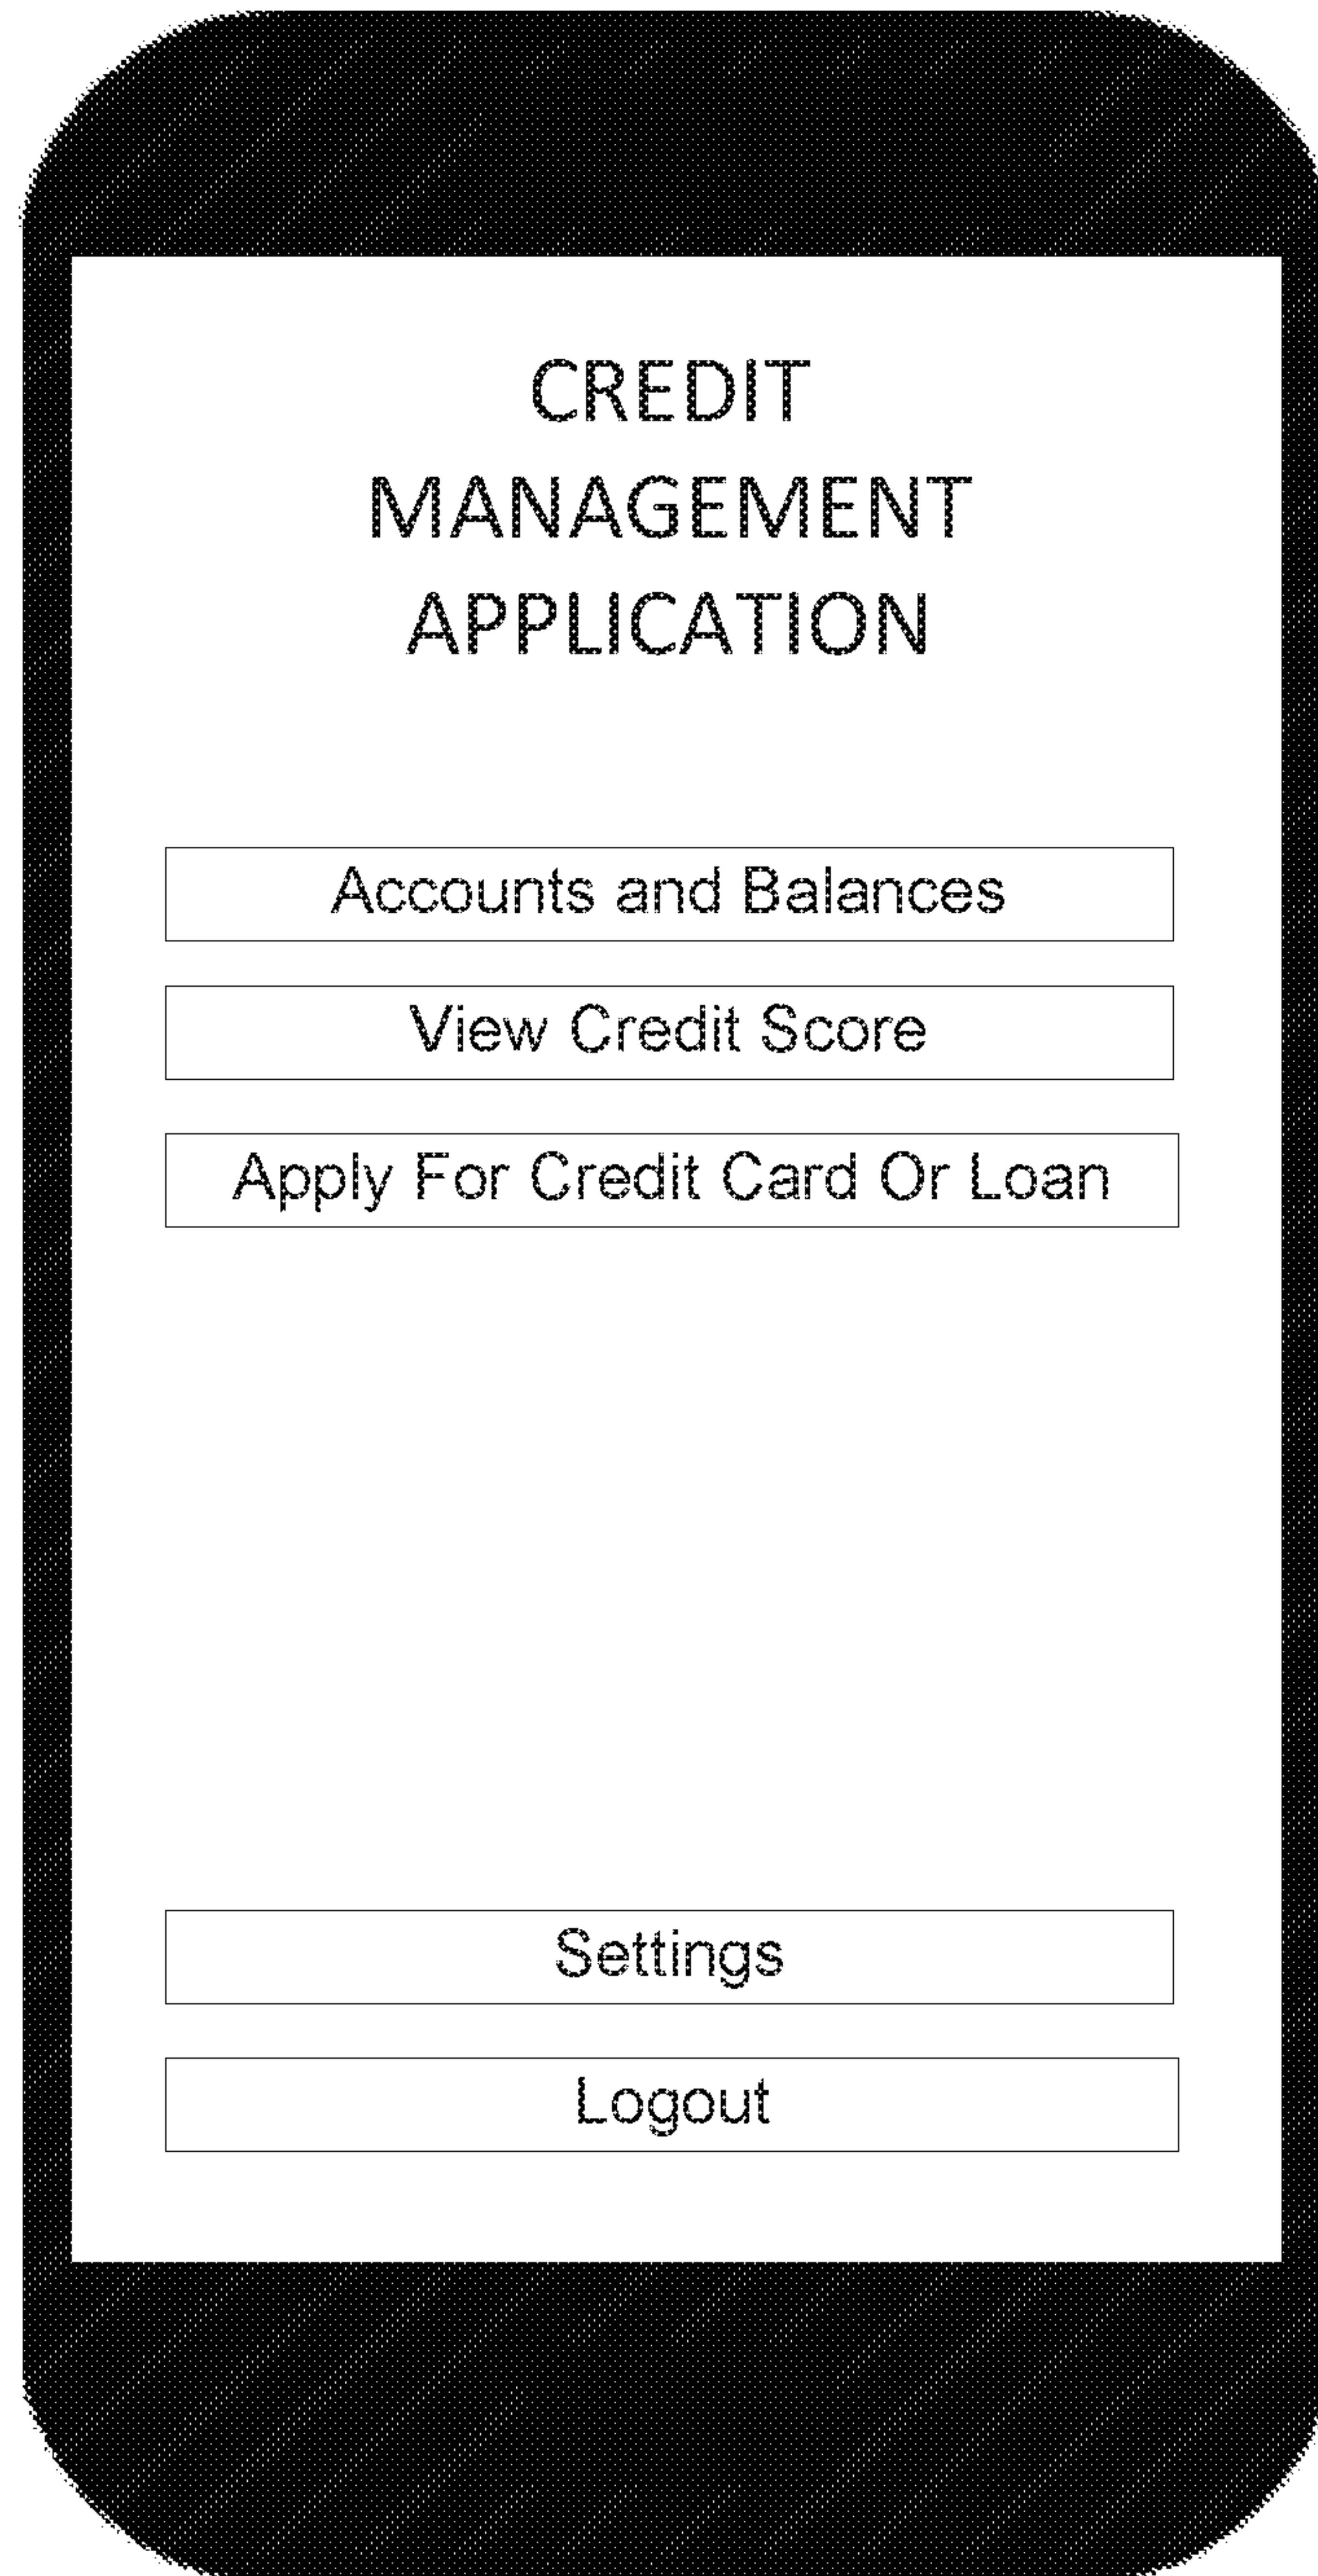 CREDIT
MANAGEMENT
APPLICATION
Accounts and Balances
View Credit Score
Apply For Credit Card Or Loan
Settings
Logout